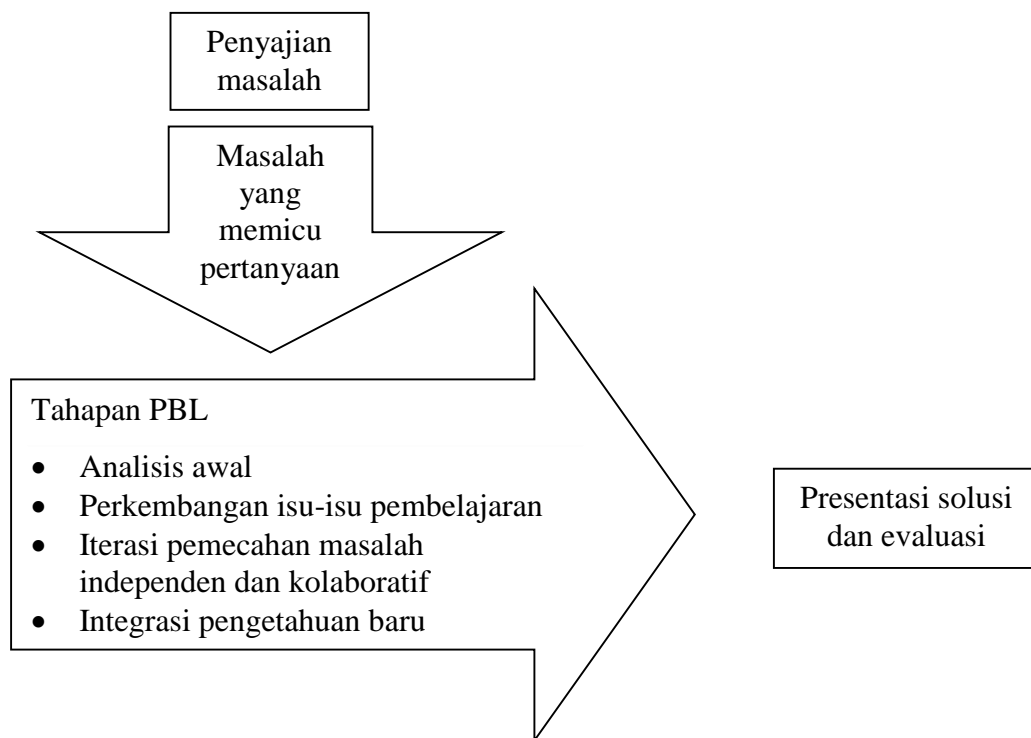 Penyajian
masalah
Masalah
yang
memicu
pertanyaan
Tahapan PBL
• Analisis awal
• Perkembangan isu-isu pembelajaran
• Iterasi pemecahan masalah
independen dan kolaboratif
• Integrasi pengetahuan baru
Presentasi solusi
dan evaluasi